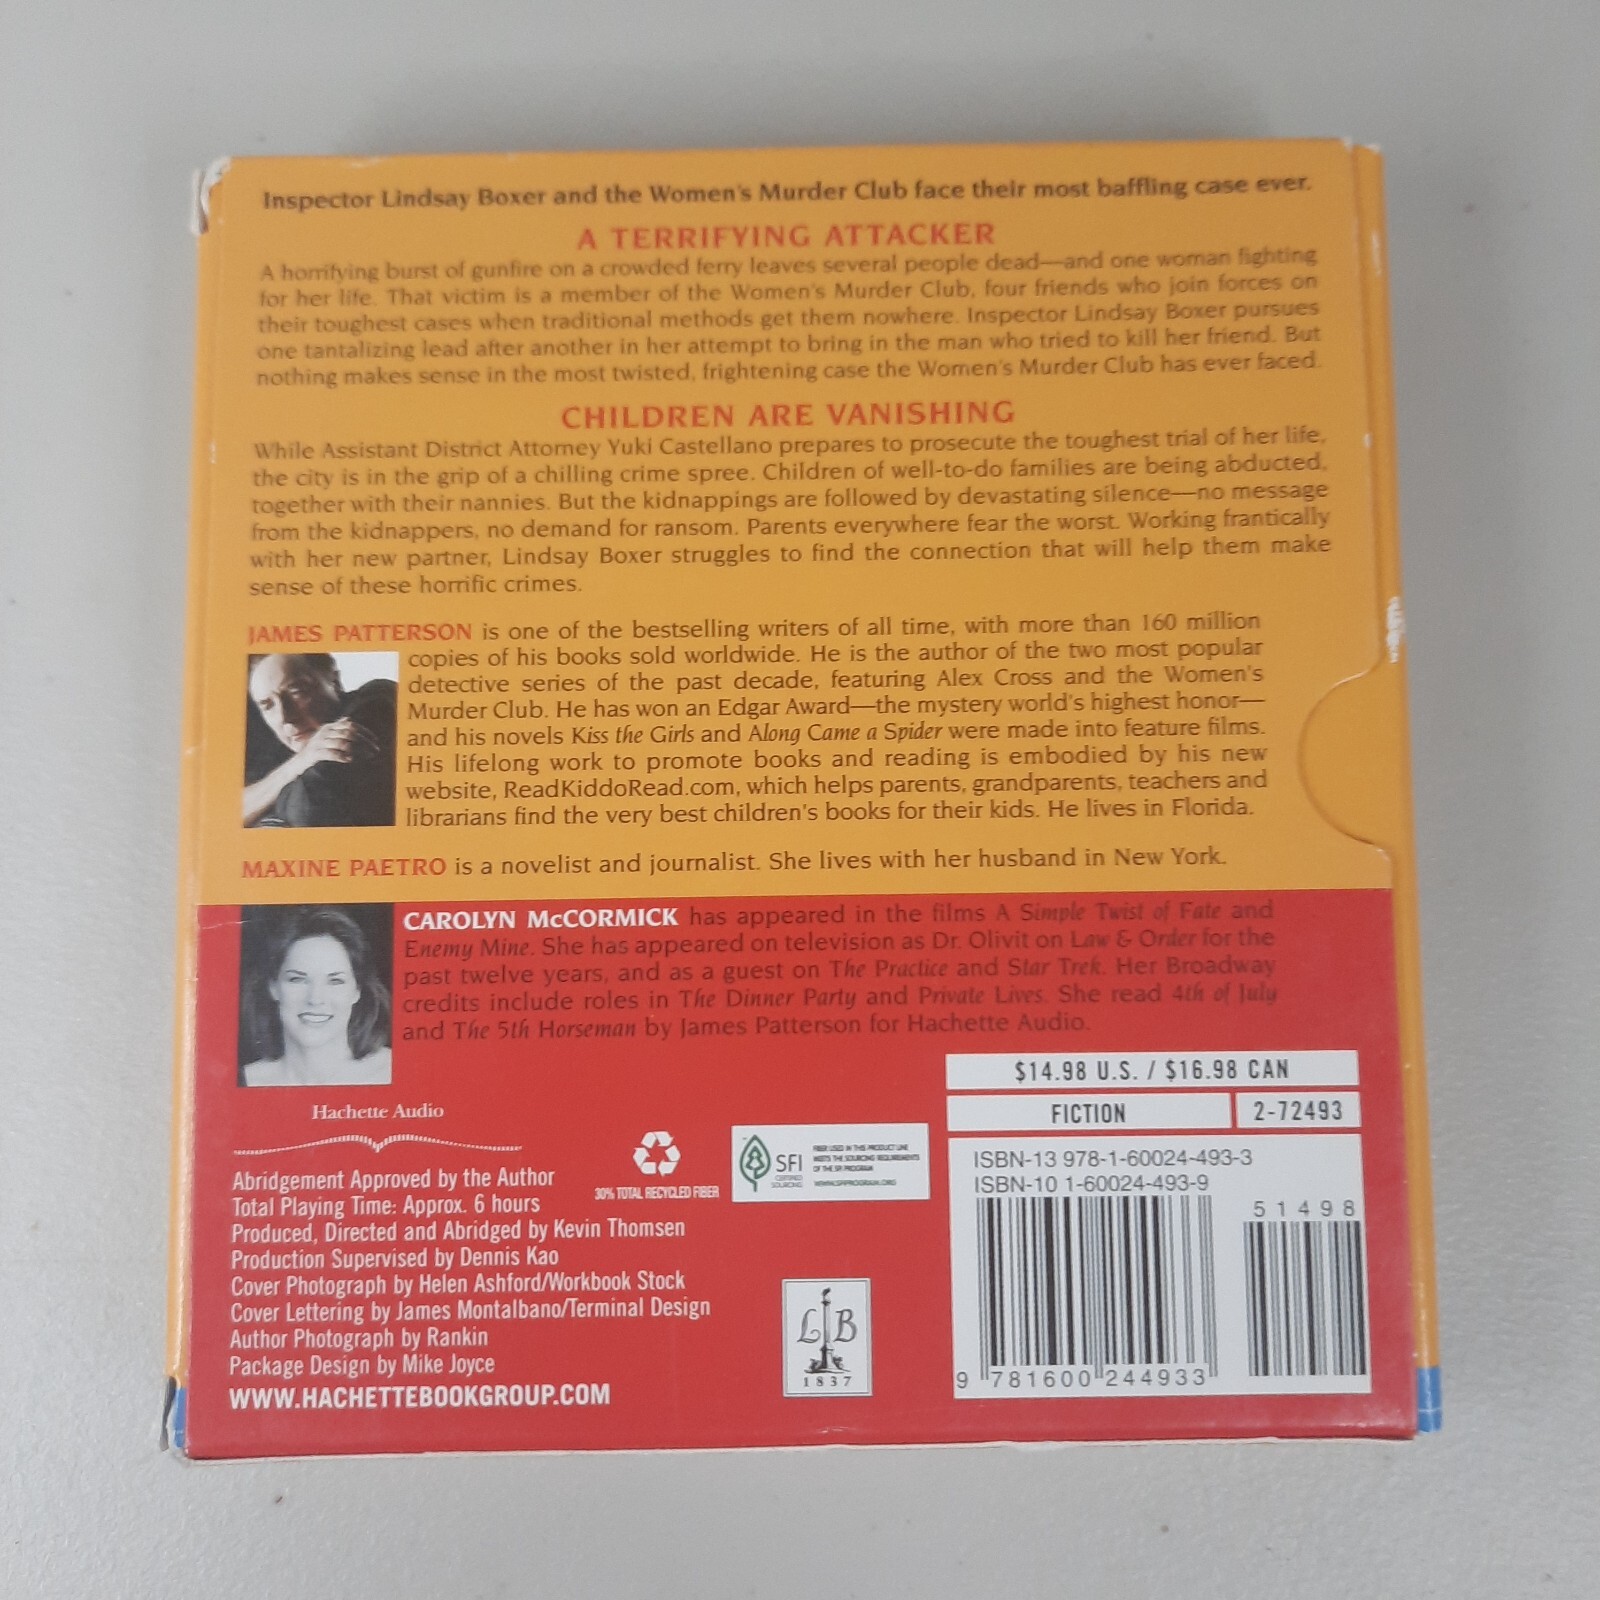 Inspector Lindsay Boxer and the Women's Murder Club face their most baffling case ever.
A TERRIFYING ATTACKER
A horrifying burst of gunfire on a crowded ferry leaves several people dead—and one woman fighting
for her life. That victim is a member of the Women's Murder Club, four friends who join forces on
their toughest cases when traditional methods get them nowhere. Inspector Lindsay Boxer pursues
one tantalizing lead after another in her attempt to bring in the man who tried to kill her friend. But
nothing makes sense in the most twisted, frightening case the Women's Murder Club has ever faced.
CHILDREN ARE VANISHING
While Assistant District Attorney Yuki Castellano prepares to prosecute the toughest trial of her life,
the city is in the grip of a chilling crime spree. Children of well-to-do families are being abducted,
together with their nannies. But the kidnappings are followed by devastating silence—no message
from the kidnappers, no demand for ransom. Parents everywhere fear the worst. Working frantically
with her new partner, Lindsay Boxer struggles to find the connection that will help them make
sense of these horrific crimes.
JAMES PATTERSON is one of the bestselling writers of all time, with more than 160 million
copies of his books sold worldwide. He is the author of the two most popular
detective series of the past decade, featuring Alex Cross and the Women's
Murder Club. He has won an Edgar Award—the mystery world's highest honor—
and his novels Kiss the Girls and Along Came a Spider were made into feature films.
His lifelong work to promote books and reading is embodied by his new
website, ReadKiddoRead.com, which helps parents, grandparents, teachers and
librarians find the very best children's books for their kids. He lives in Florida.
MAXINE PAETRO is a novelist and journalist. She lives with her husband in New York.
CAROLYN McCORMICK has appeared in the films A Simple Twist of Fate and
Enemy Mine. She has appeared on television as Dr. Olivit on Law & Order for the
past twelve years, and as a guest on The Practice and Star Trek. Her Broadway
credits include roles in The Dinner Party and Private Lives. She read 4th of July
and The 5th Horseman by James Patterson for Hachette Audio.
Hachette Audio
Abridgement Approved by the Author
Total Playing Time: Approx. 6 hours
Produced, Directed and Abridged by Kevin Thomsen
Production Supervised by Dennis Kao
Cover Photograph by Helen Ashford/Workbook Stock
Cover Lettering by James Montalbano/Terminal Design
Author Photograph by Rankin
Package Design by Mike Joyce
WWW.HACHETTEBOOKGROUP.COM
30% TOTAL RECYCLED FIBER
SFI
CERTIFIED
SOURCING
FIBER USED IN THIS PRODUCT LINE
MEETS THE SOURCING REQUIREMENTS
OF THE SFI PROGRAM
WWW.SFIPROGRAM.ORG
L B
1837
$14.98 U.S. / $16.98 CAN
FICTION
2-72493
ISBN-13 978-1-60024-493-3
ISBN-10 1-60024-493-9
51498
9 781600 244933